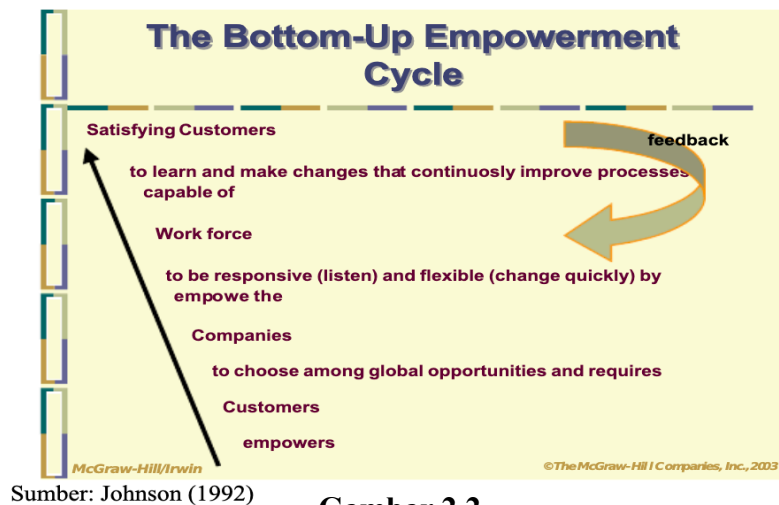 The Bottom-Up Empowerment
Cycle
Satisfying Customers
feedback
to learn and make changes that continuosly improve processes
capable of
Work force
to be responsive (listen) and flexible (change quickly) by
empowe the
Companies
to choose among global opportunities and requires
Customers
empowers
McGraw-Hill/Irwin
©The McGraw-Hill Companies, Inc., 2003
Sumber: Johnson (1992)